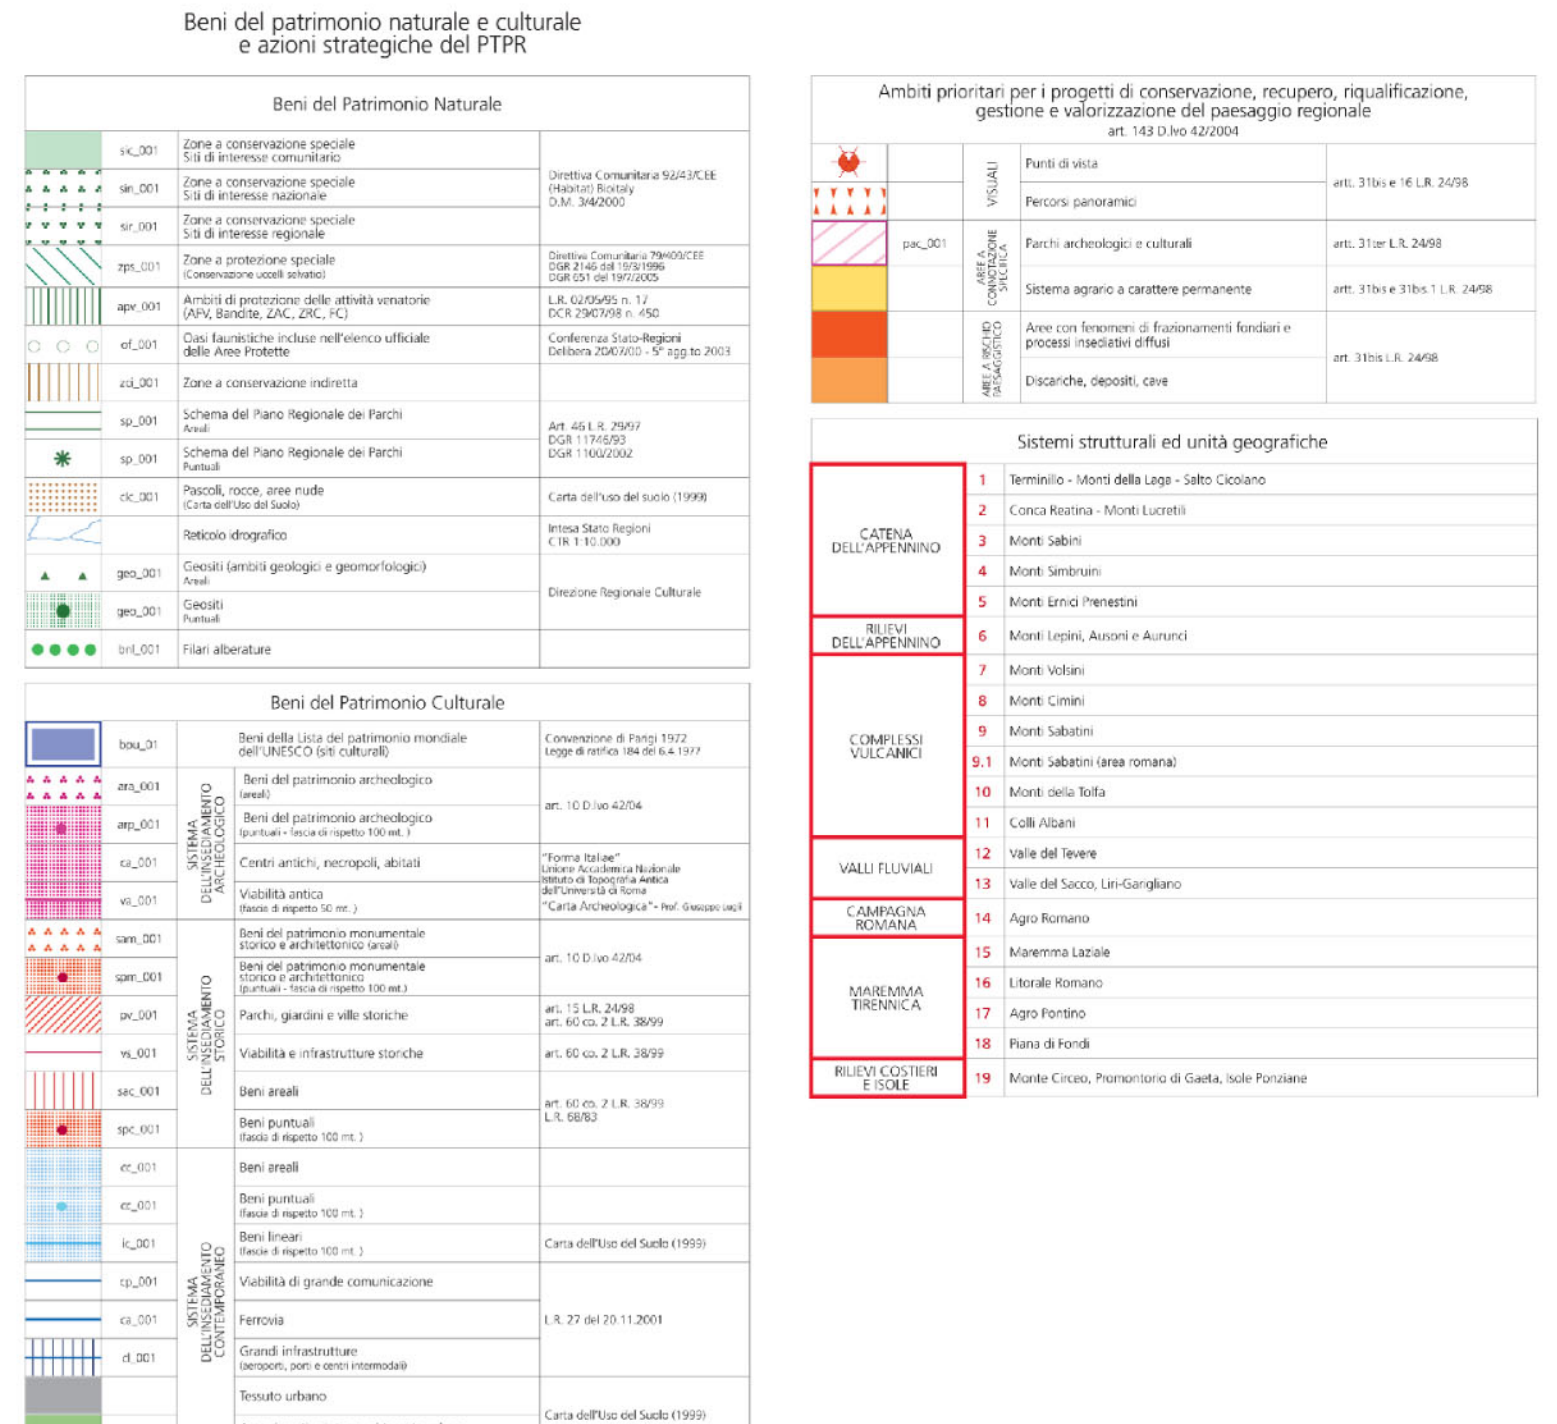 Beni del patrimonio naturale e culturale
e azioni strategiche del PTPR
Beni del Patrimonio Naturale
sic_001
Zone a conservazione speciale
Siti di interesse comunitario
Direttiva Comunitaria 92/43/CEE
(Habitat) Bioitaly
D.M. 3/4/2000
sin_001
Zone a conservazione speciale
Siti di interesse nazionale
sir_001
Zone a conservazione speciale
Siti di interesse regionale
zps_001
Zone a protezione speciale
(Conservazione uccelli selvatio)
Direttiva Comunitaria 79/409/CEE
DGR 2146 del 19/3/1996
DGR 651 del 19/7/2005
apv_001
Ambiti di protezione delle attività venatorie
(AFV, Bandite, ZAC, ZRC, FC)
L.R. 02/05/95 n. 17
DCR 29/07/98 n. 450
of_001
Oasi faunistiche incluse nell'elenco ufficiale
delle Aree Protette
Conferenza Stato-Regioni
Delibera 20/07/00 - 5° agg.to 2003
zci_001
Zone a conservazione indiretta
sp_001
Schema del Piano Regionale dei Parchi
Areali
Art. 46 L.R. 29/97
DGR 11746/93
DGR 1100/2002
sp_001
Schema del Piano Regionale dei Parchi
Puntuali
clc_001
Pascoli, rocce, aree nude
(Carta dell'Uso del Suolo)
Carta dell'uso del suolo (1999)
Reticolo idrografico
Intesa Stato Regioni
CTR 1:10.000
geo_001
Geositi (ambiti geologici e geomorfologici)
Areali
Direzione Regionale Culturale
geo_001
Geositi
Puntuali
bnl_001
Filari alberature
Beni del Patrimonio Culturale
bpu_01
Beni della Lista del patrimonio mondiale
dell'UNESCO (siti culturali)
Convenzione di Parigi 1972
Legge di ratifica 184 del 6.4.1977
SISTEMA
DELL'INSEDIAMENTO
ARCHEOLOGICO
ara_001
Beni del patrimonio archeologico
(areali)
art. 10 D.lvo 42/04
arp_001
Beni del patrimonio archeologico
(puntuali - fascia di rispetto 100 mt. )
ca_001
Centri antichi, necropoli, abitati
"Forma Italiae"
Unione Accademica Nazionale
Istituto di Topografia Antica
dell'Università di Roma
"Carta Archeologica" - Prof. Giuseppe Lugli
va_001
Viabilità antica
(fascia di rispetto 50 mt. )
SISTEMA
DELL'INSEDIAMENTO
STORICO
sam_001
Beni del patrimonio monumentale
storico e architettonico (areali)
art. 10 D.lvo 42/04
spm_001
Beni del patrimonio monumentale
storico e architettonico
(puntuali - fascia di rispetto 100 mt.)
pv_001
Parchi, giardini e ville storiche
art. 15 L.R. 24/98
art. 60 co. 2 L.R. 38/99
vs_001
Viabilità e infrastrutture storiche
art. 60 co. 2 L.R. 38/99
sac_001
Beni areali
art. 60 co. 2 L.R. 38/99
L.R. 68/83
spc_001
Beni puntuali
(fascia di rispetto 100 mt. )
SISTEMA
DELL'INSEDIAMENTO
CONTEMPORANEO
cc_001
Beni areali
cc_001
Beni puntuali
(fascia di rispetto 100 mt. )
ic_001
Beni lineari
(fascia di rispetto 100 mt. )
Carta dell'Uso del Suolo (1999)
cp_001
Viabilità di grande comunicazione
ca_001
Ferrovia
L.R. 27 del 20.11.2001
cl_001
Grandi infrastrutture
(aeroporti, porti e centri intermodali)
Tessuto urbano
Carta dell'Uso del Suolo (1999)
Ambiti prioritari per i progetti di conservazione, recupero, riqualificazione,
gestione e valorizzazione del paesaggio regionale
art. 143 D.lvo 42/2004
VISUALI
Punti di vista
artt. 31bis e 16 L.R. 24/98
Percorsi panoramici
AREE A
CONNOTAZIONE
SPECIFICA
pac_001
Parchi archeologici e culturali
artt. 31ter L.R. 24/98
Sistema agrario a carattere permanente
artt. 31bis e 31bis.1 L.R. 24/98
AREE A RISCHIO
PAESAGGISTICO
Aree con fenomeni di frazionamenti fondiari e
processi insediativi diffusi
art. 31bis L.R. 24/98
Discariche, depositi, cave
Sistemi strutturali ed unità geografiche
CATENA
DELL'APPENNINO
1 Terminillo - Monti della Laga - Salto Cicolano
2 Conca Reatina - Monti Lucretili
3 Monti Sabini
4 Monti Simbruini
5 Monti Ernici Prenestini
RILIEVI
DELL'APPENNINO
6 Monti Lepini, Ausoni e Aurunci
COMPLESSI
VULCANICI
7 Monti Volsini
8 Monti Cimini
9 Monti Sabatini
9.1 Monti Sabatini (area romana)
10 Monti della Tolfa
11 Colli Albani
VALLI FLUVIALI
12 Valle del Tevere
13 Valle del Sacco, Liri-Garigliano
CAMPAGNA
ROMANA
14 Agro Romano
MAREMMA
TIRRENICA
15 Maremma Laziale
16 Litorale Romano
17 Agro Pontino
18 Piana di Fondi
RILIEVI COSTIERI
E ISOLE
19 Monte Circeo, Promontorio di Gaeta, Isole Ponziane